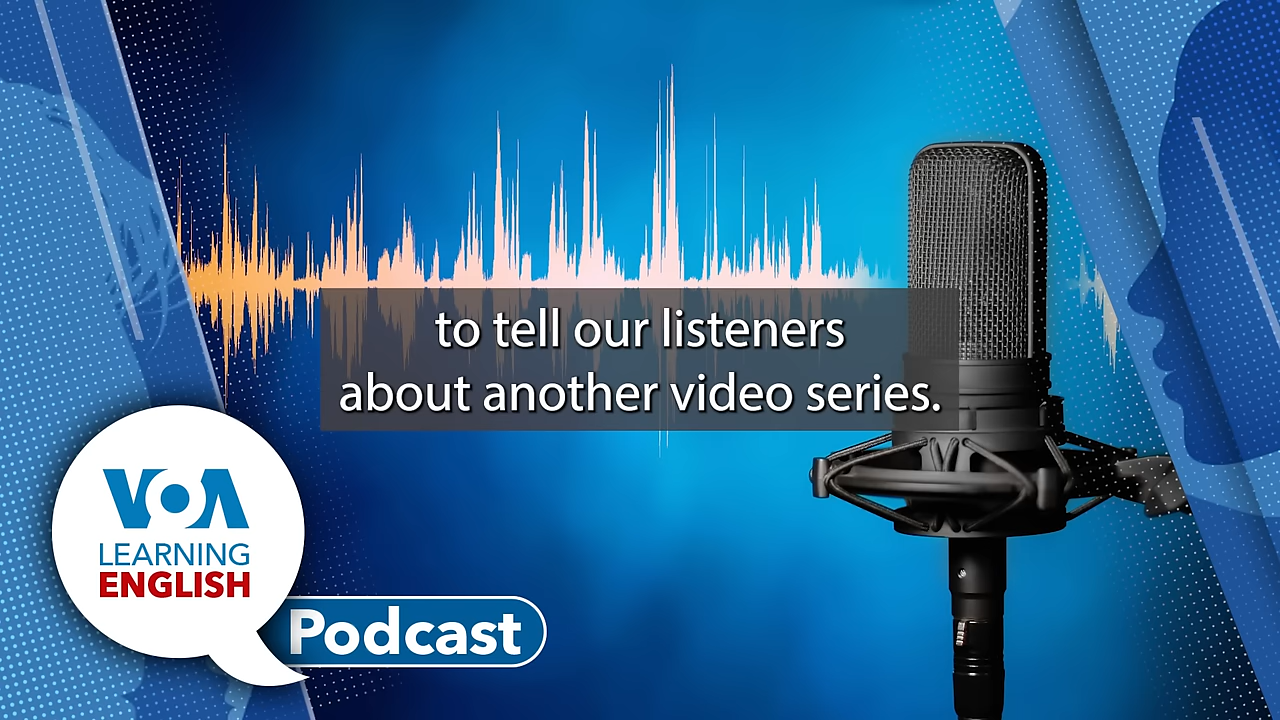 to tell our listeners
about another video series.
VOA
LEARNING
ENGLISH
Podcast